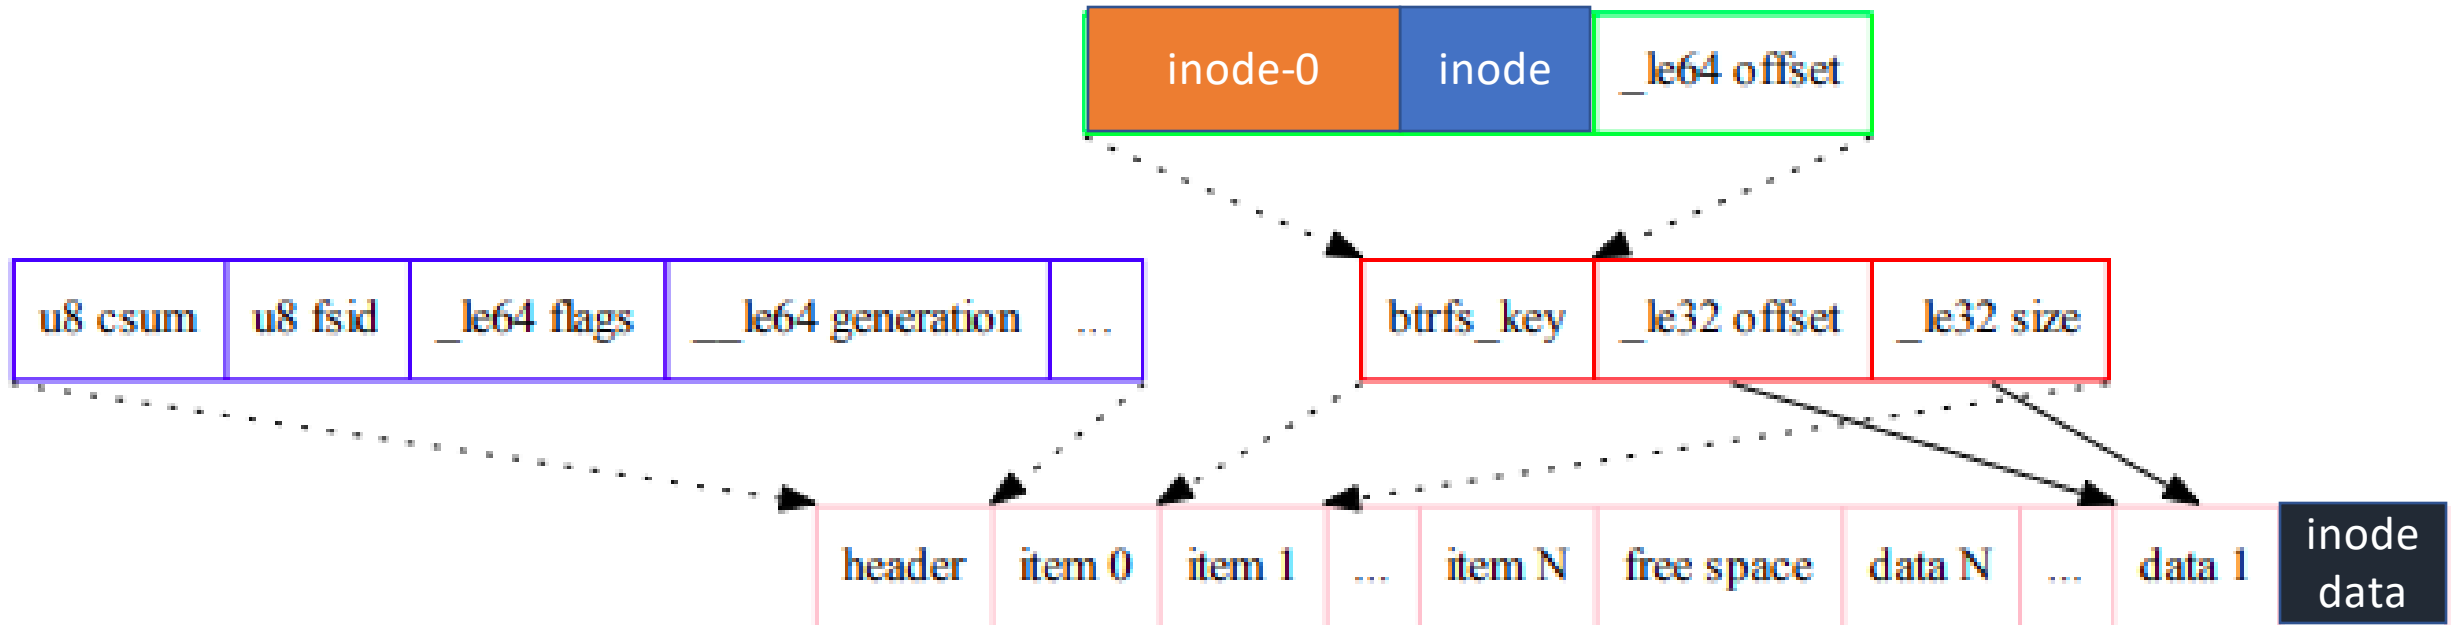 inode-0 inode _le64 offset
u8 csum u8 fsid _le64 flags __le64 generation ... btrfs_key _le32 offset _le32 size
header item 0 item 1 ... item N free space data N ... data 1 inode
data